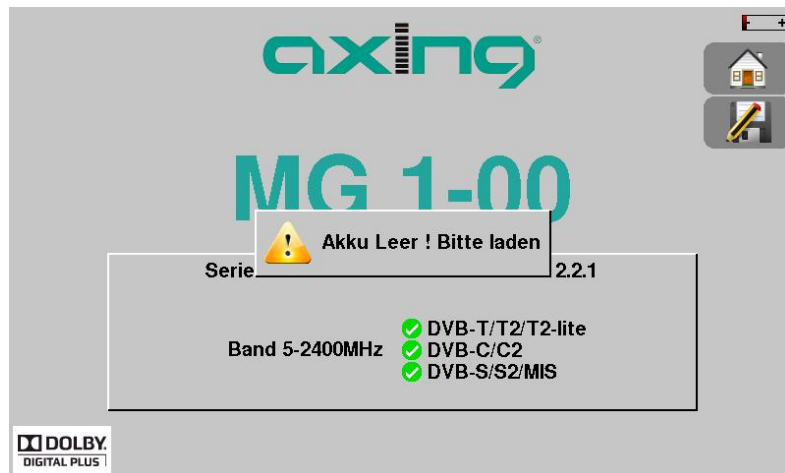 axing
- +
MG 1-00
Akku Leer ! Bitte laden
2.2.1
Band 5-2400MHz
DVB-T/T2/T2-lite
DVB-C/C2
DVB-S/S2/MIS
DOLBY.
DIGITAL PLUS